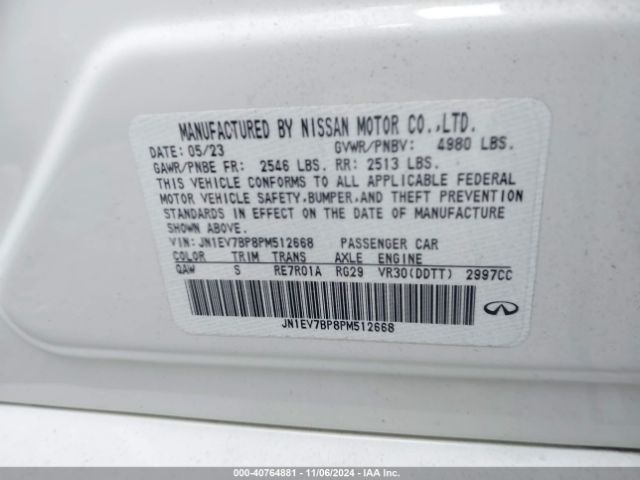 MANUFACTURED BY NISSAN MOTOR CO.,LTD.
DATE: 05/23 GVWR/PNBV: 4980 LBS.
GAWR/PNBE FR: 2546 LBS. RR: 2513 LBS.
THIS VEHICLE CONFORMS TO ALL APPLICABLE FEDERAL
MOTOR VEHICLE SAFETY,BUMPER,AND THEFT PREVENTION
STANDARDS IN EFFECT ON THE DATE OF MANUFACTURE
SHOWN ABOVE.
VIN: JN1EV7BP8PM512668 PASSENGER CAR
COLOR TRIM TRANS AXLE ENGINE
QAW S RE7R01A RG29 VR30(DDTT) 2997CC
JN1EV7BP8PM512668
000-40764881 | 11/06/2024 | IAA Inc.